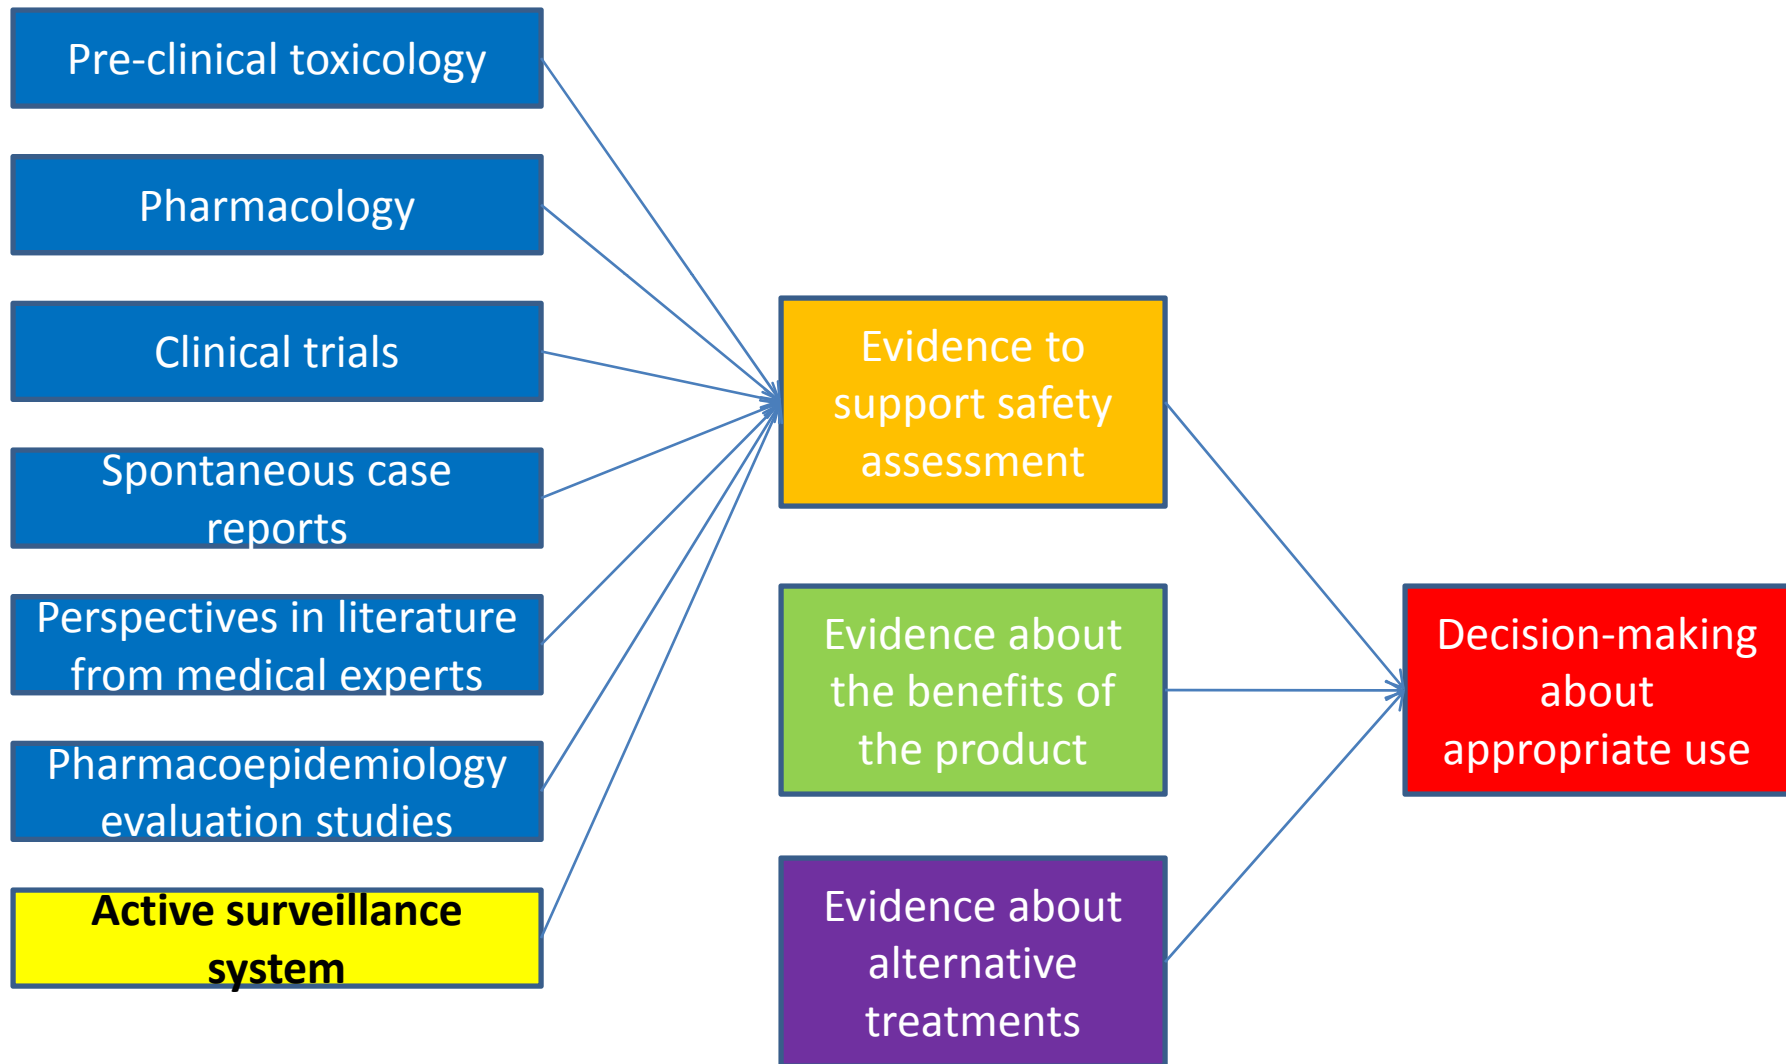 Pre-clinical toxicology
Pharmacology
Clinical trials
Spontaneous case
reports
Perspectives in literature
from medical experts
Pharmacoepidemiology
evaluation studies
Active surveillance
system
Evidence to
support safety
assessment
Evidence about
the benefits of
the product
Evidence about
alternative
treatments
Decision-making
about
appropriate use